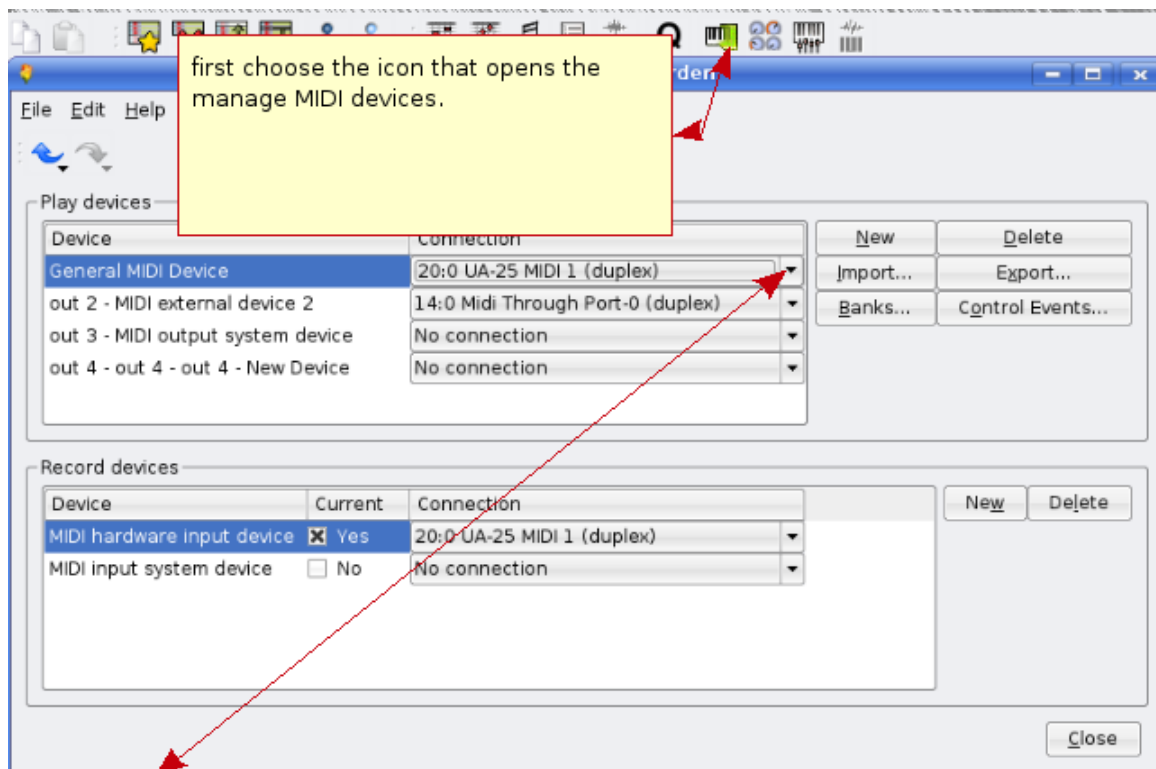 first choose the icon that opens the
manage MIDI devices.
File Edit Help
Play devices
Device Connection
New Delete
General MIDI Device 20:0 UA-25 MIDI 1 (duplex)
Import... Export...
out 2 - MIDI external device 2 14:0 Midi Through Port-0 (duplex)
Banks... Control Events...
out 3 - MIDI output system device No connection
out 4 - out 4 - out 4 - New Device No connection
Record devices
Device Current Connection
New Delete
MIDI hardware input device Yes 20:0 UA-25 MIDI 1 (duplex)
MIDI input system device No No connection
Close